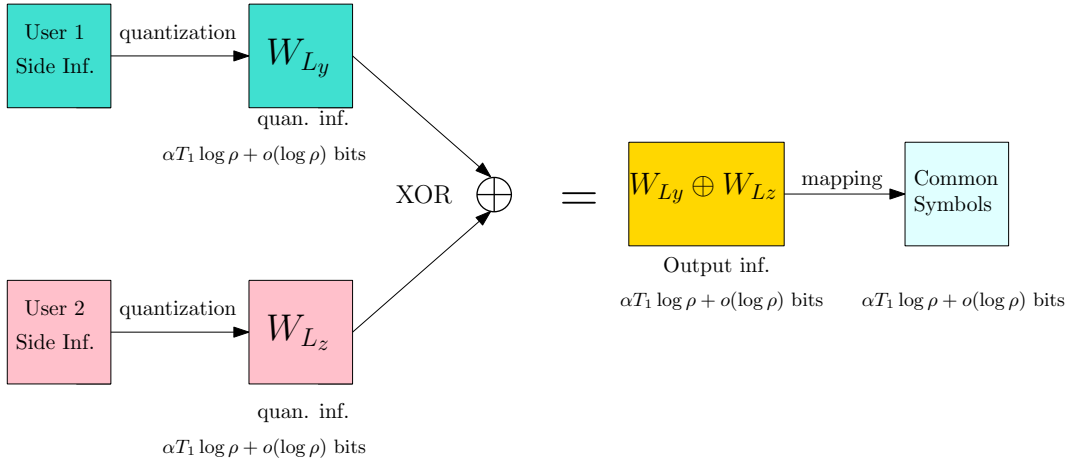 User 1
Side Inf.
quantization
W_{L_y}
quan. inf.
αT_1 log ρ + o(log ρ) bits
XOR ⊕
=
W_{Ly} ⊕ W_{Lz}
mapping
Common
Symbols
Output inf.
αT_1 log ρ + o(log ρ) bits
αT_1 log ρ + o(log ρ) bits
User 2
Side Inf.
quantization
W_{L_z}
quan. inf.
αT_1 log ρ + o(log ρ) bits